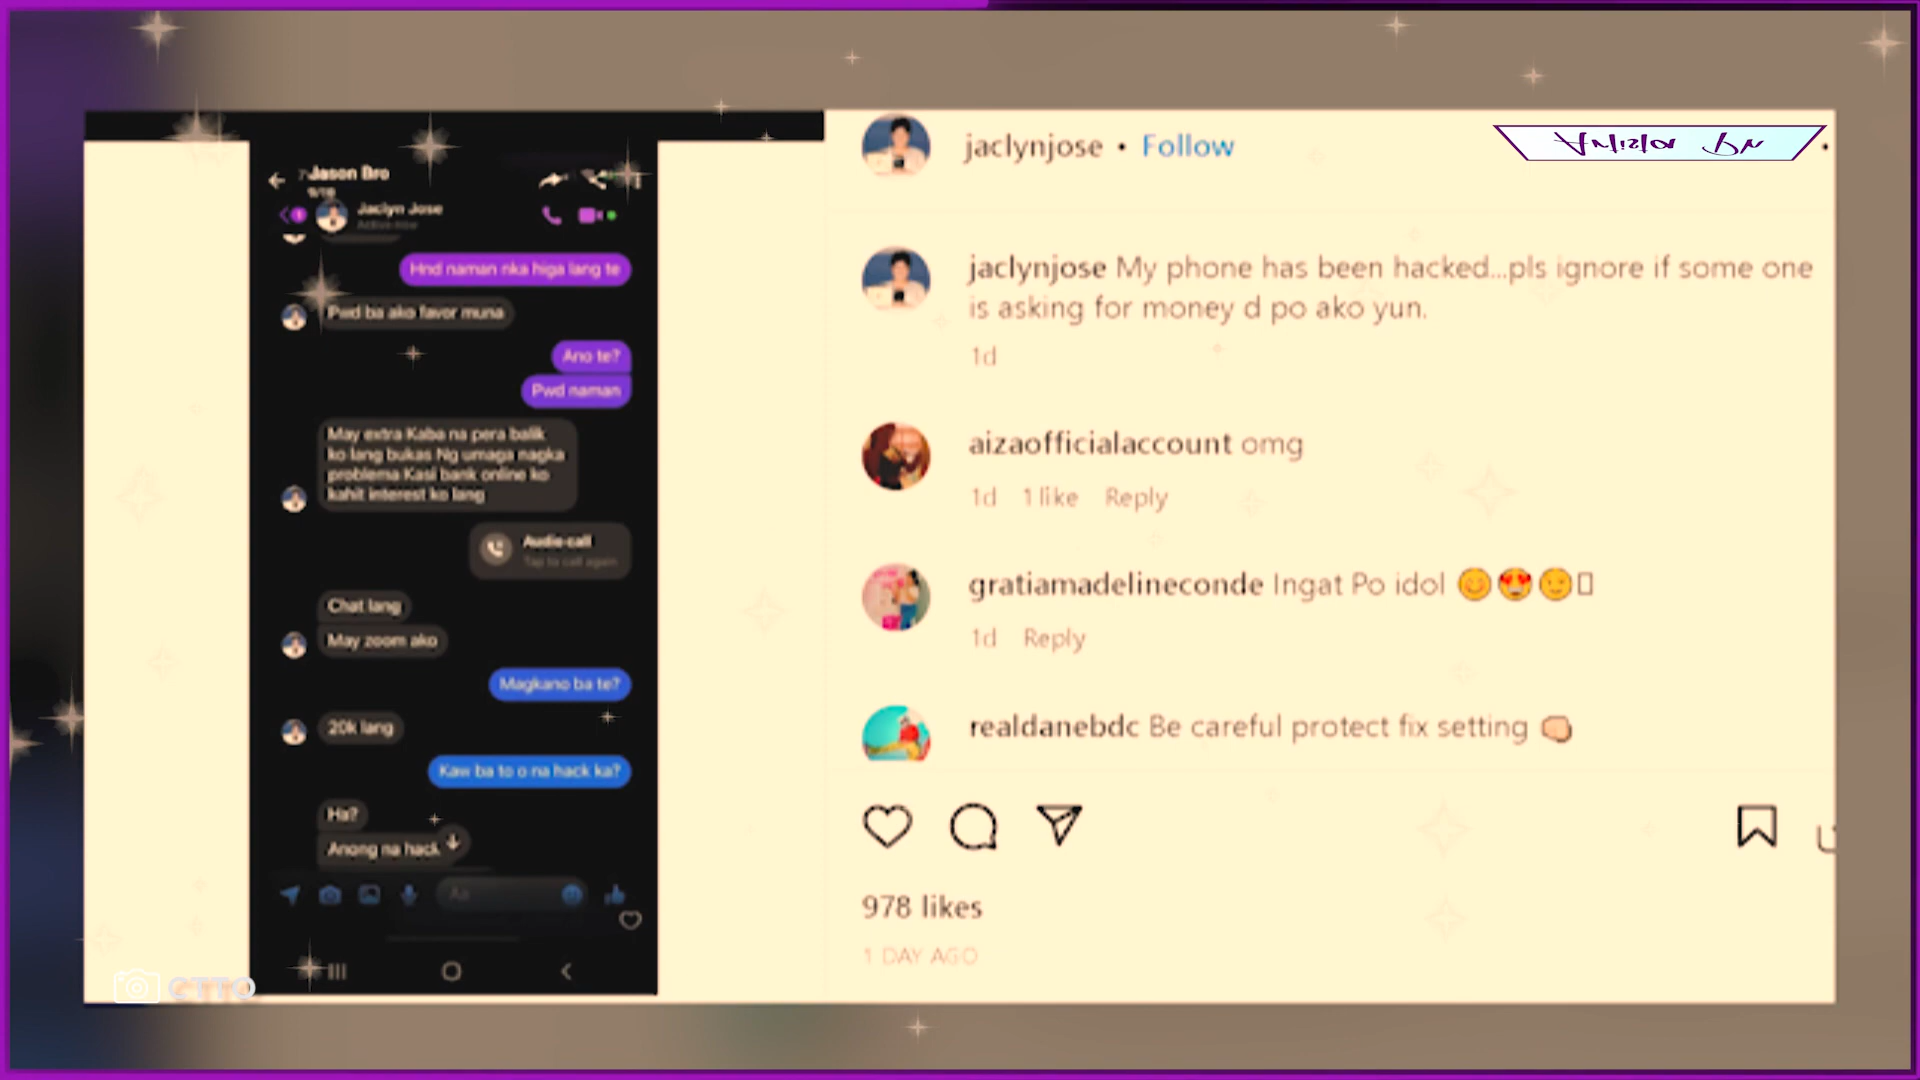 Jason Bro
9/18
Jaclyn Jose
Active now
Hnd naman nka higa lang te
Pwd ba ako favor muna
Ano te?
Pwd naman
May extra Kaba na pera balik
ko lang bukas Ng umaga nagka
problema Kasi bank online ko
kahit interest ko lang
Audio call
Tap to call again
Chat lang
May zoom ako
Magkano ba te?
20k lang
Kaw ba to o na hack ka?
Ha?
Anong na hack
Aa
CTTO
jaclynjose • Follow
jaclynjose My phone has been hacked...pls ignore if some one
is asking for money d po ako yun.
1d
aizaofficialaccount omg
1d 1 like Reply
gratiamadelineconde Ingat Po idol 😊😍😉
1d Reply
realdanebdc Be careful protect fix setting 👊
978 likes
1 DAY AGO